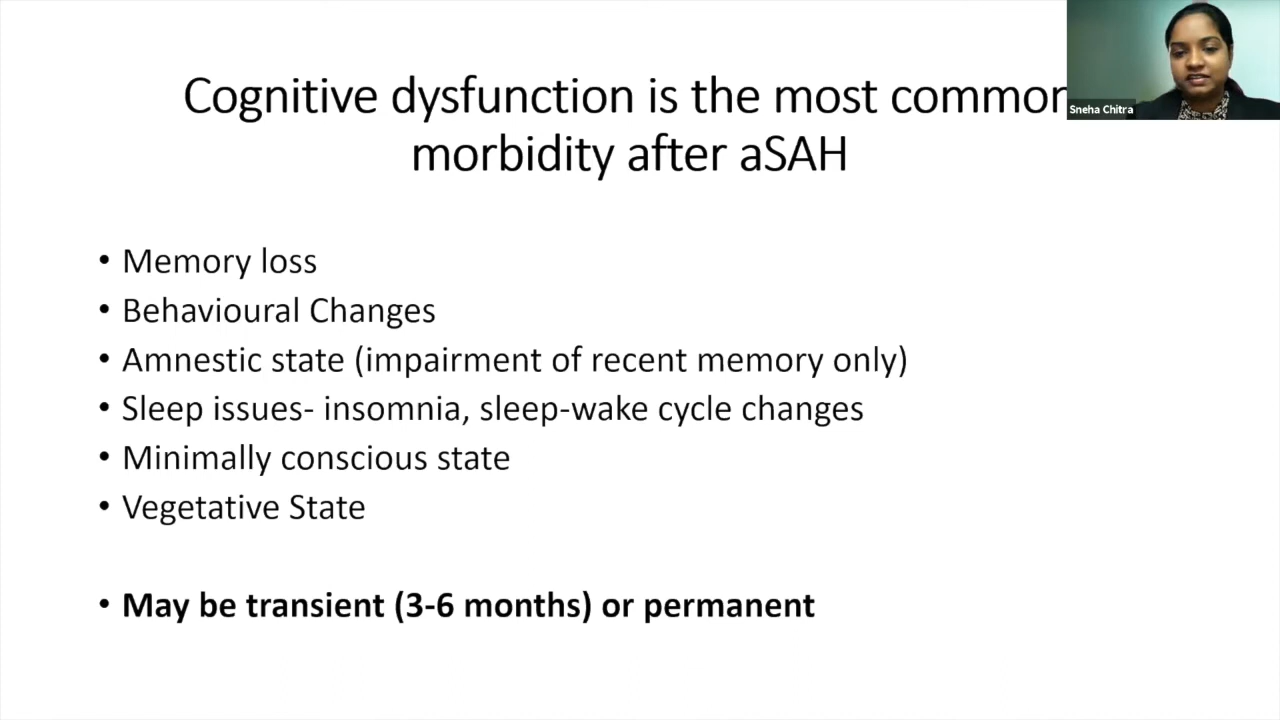 Cognitive dysfunction is the most common
morbidity after aSAH
Sneha Chitra
• Memory loss
• Behavioural Changes
• Amnestic state (impairment of recent memory only)
• Sleep issues- insomnia, sleep-wake cycle changes
• Minimally conscious state
• Vegetative State
• May be transient (3-6 months) or permanent